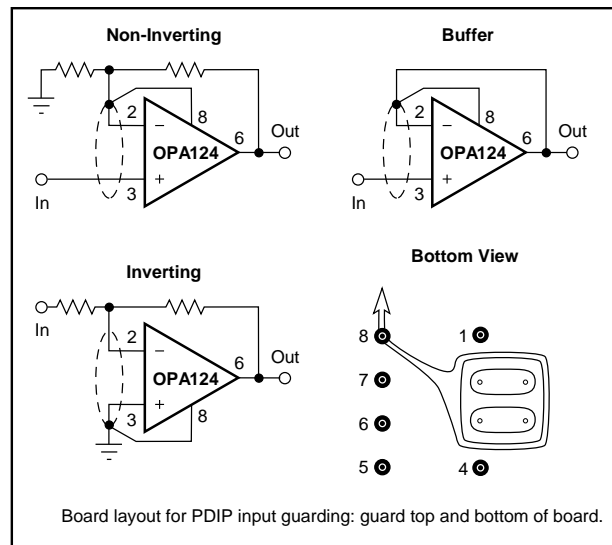 Non-Inverting
2
−
8
6
Out
OPA124
+
3
In
Buffer
2
−
8
6
Out
OPA124
+
3
In
Inverting
In
2
−
6
Out
OPA124
+
3
8
Bottom View
8
1
7
6
5
4
Board layout for PDIP input guarding: guard top and bottom of board.